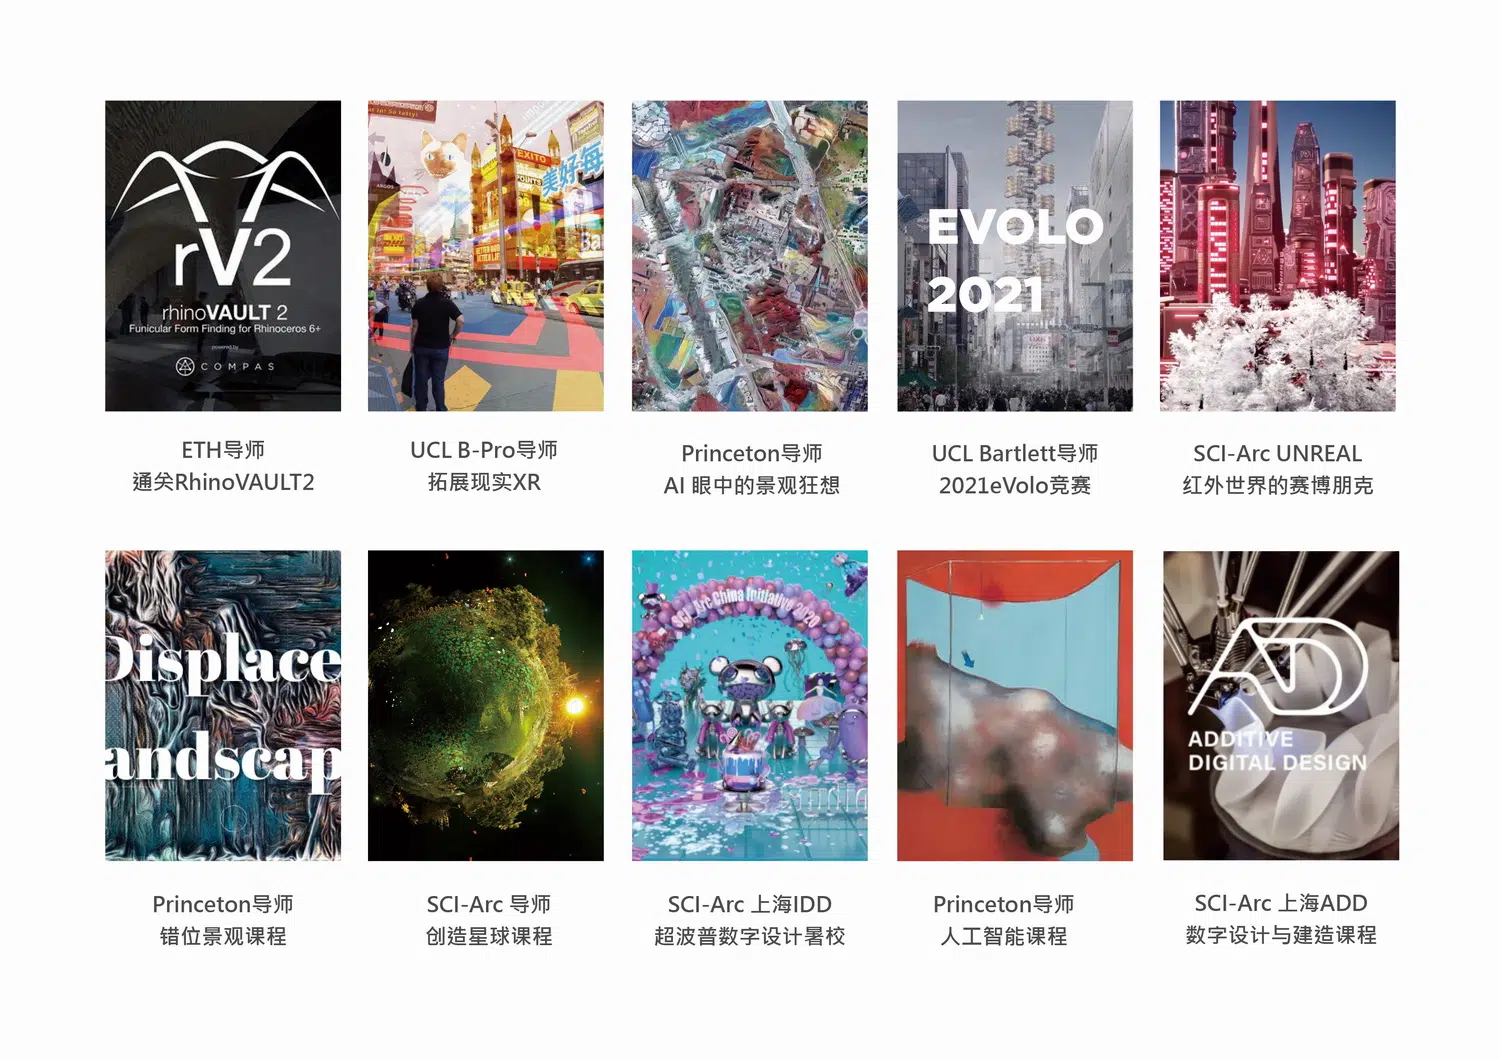 rV2
rhinoVAULT 2
Funicular Form Finding for Rhinoceros 6+
powered by
COMPAS
ETH导师
通关RhinoVAULT2
EXITO
POINTS
美好每
ARGOS
UCL B-Pro导师
拓展现实XR
Princeton导师
AI 眼中的景观狂想
EVOLO
2021
UCL Bartlett导师
2021eVolo竞赛
SCI-Arc UNREAL
红外世界的赛博朋克
Displace
andscap
Princeton导师
错位景观课程
SCI-Arc 导师
创造星球课程
SCI-Arc China Initiative 2020
SCI-Arc 上海IDD
超波普数字设计暑校
Princeton导师
人工智能课程
ADD
ADDITIVE
DIGITAL DESIGN
SCI-Arc 上海ADD
数字设计与建造课程